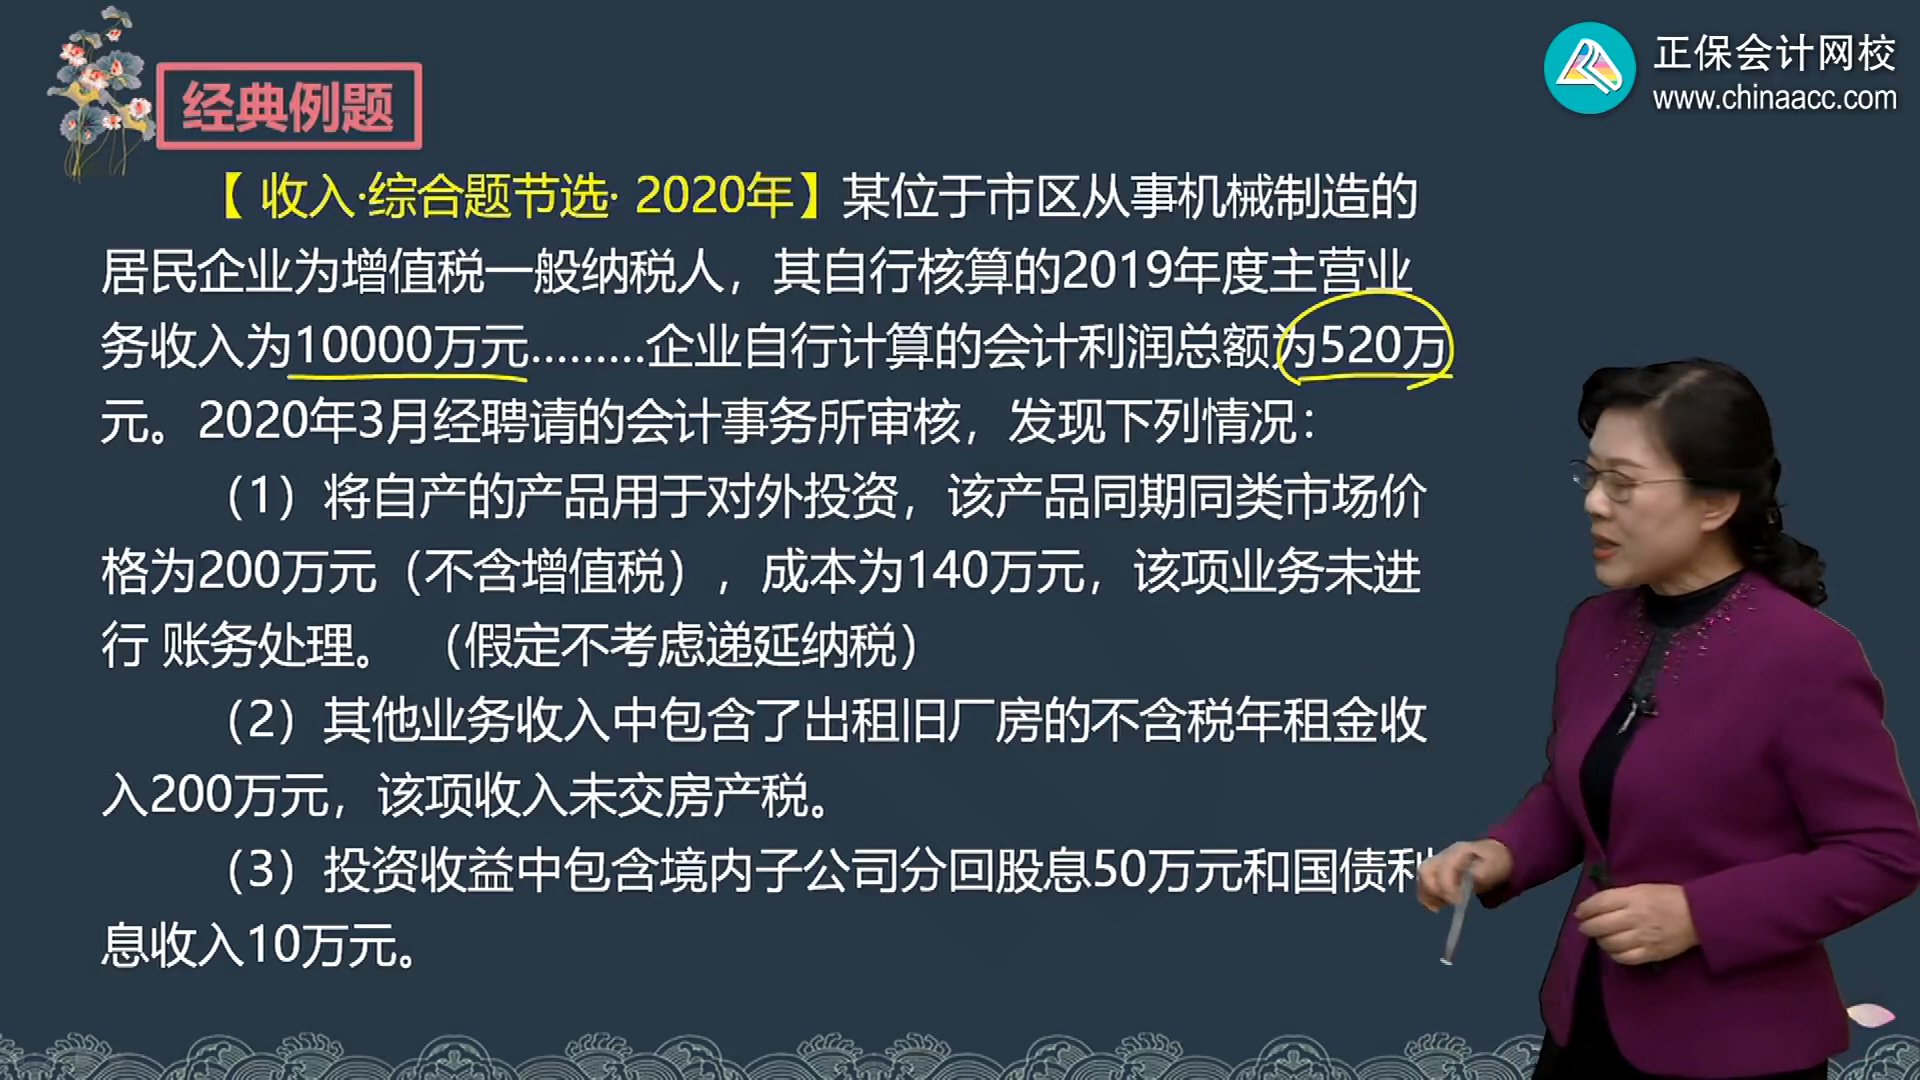 正保会计网校
www.chinaacc.com
经典例题
【 收入·综合题节选· 2020年】某位于市区从事机械制造的
居民企业为增值税一般纳税人，其自行核算的2019年度主营业
务收入为10000万元………企业自行计算的会计利润总额为520万
元。2020年3月经聘请的会计事务所审核，发现下列情况：
（1）将自产的产品用于对外投资，该产品同期同类市场价
格为200万元（不含增值税），成本为140万元，该项业务未进
行 账务处理。 （假定不考虑递延纳税）
（2）其他业务收入中包含了出租旧厂房的不含税年租金收
入200万元，该项收入未交房产税。
（3）投资收益中包含境内子公司分回股息50万元和国债利
息收入10万元。